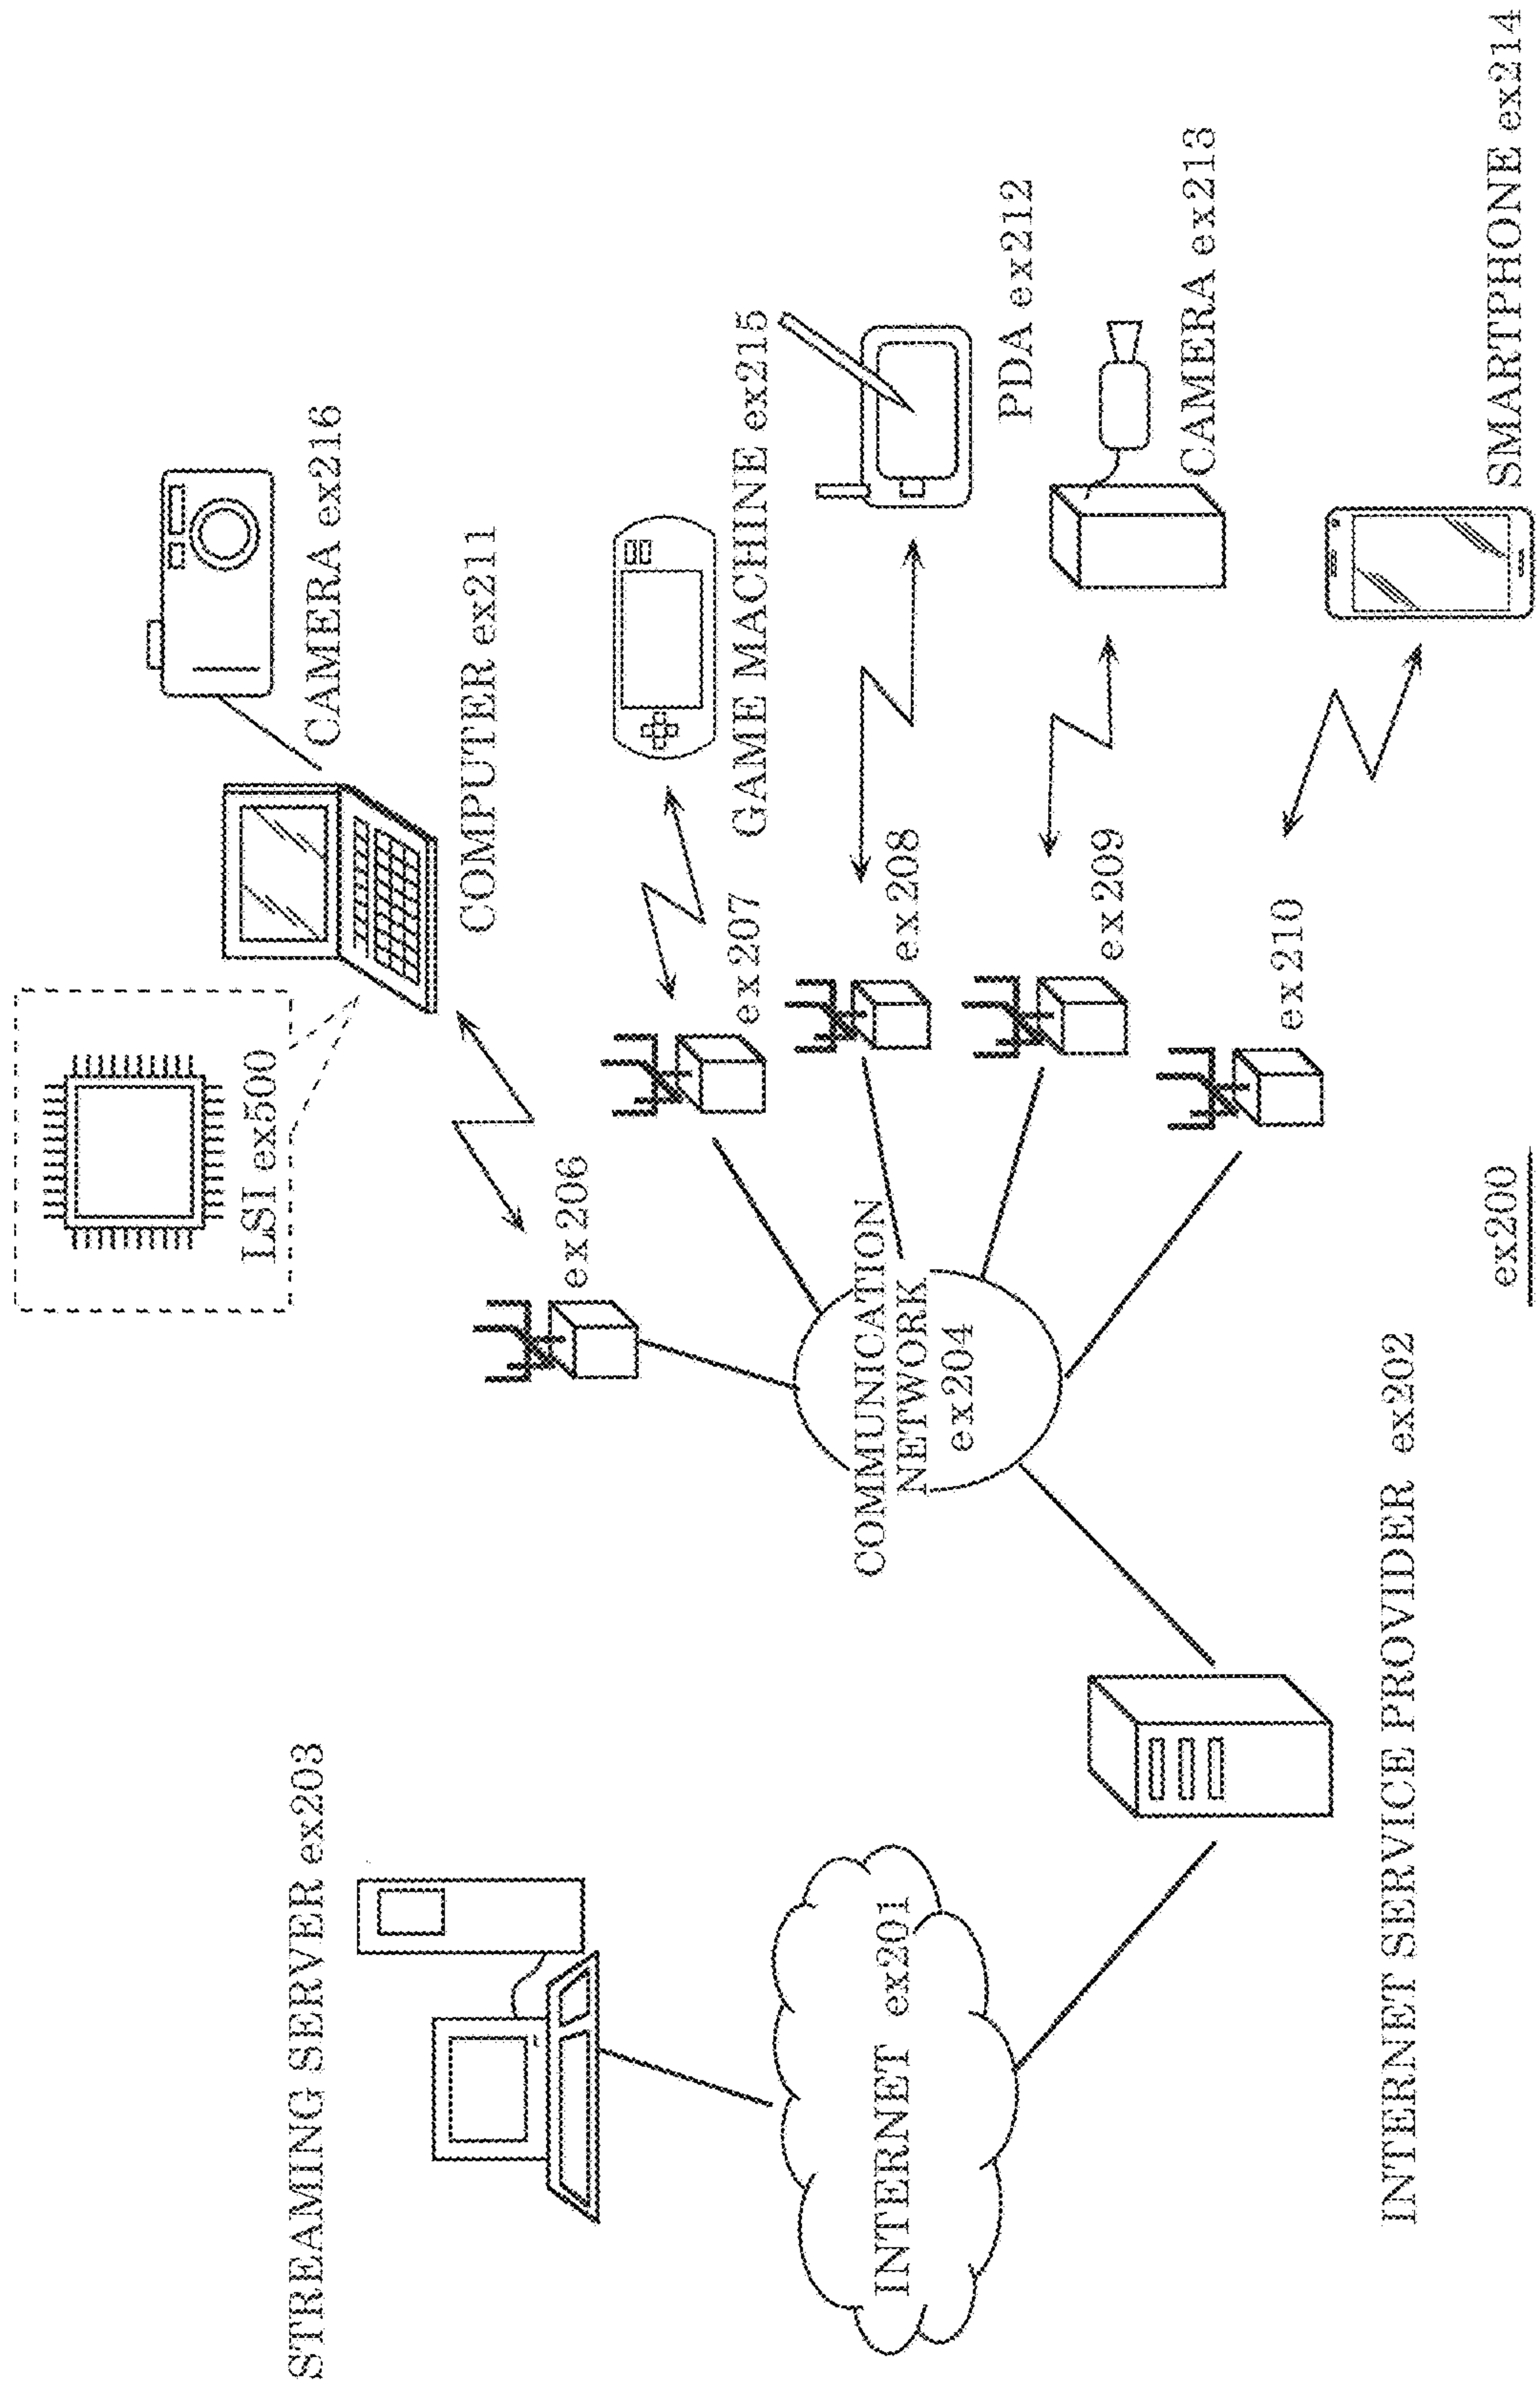 STREAMING SERVER ex203
LSI ex500
CAMERA ex216
COMPUTER ex211
ex206
ex207
GAME MACHINE ex215
INTERNET ex201
COMMUNICATION
NETWORK
ex204
ex208
PDA ex212
ex209
CAMERA ex213
ex210
INTERNET SERVICE PROVIDER ex202
ex200
SMARTPHONE ex214